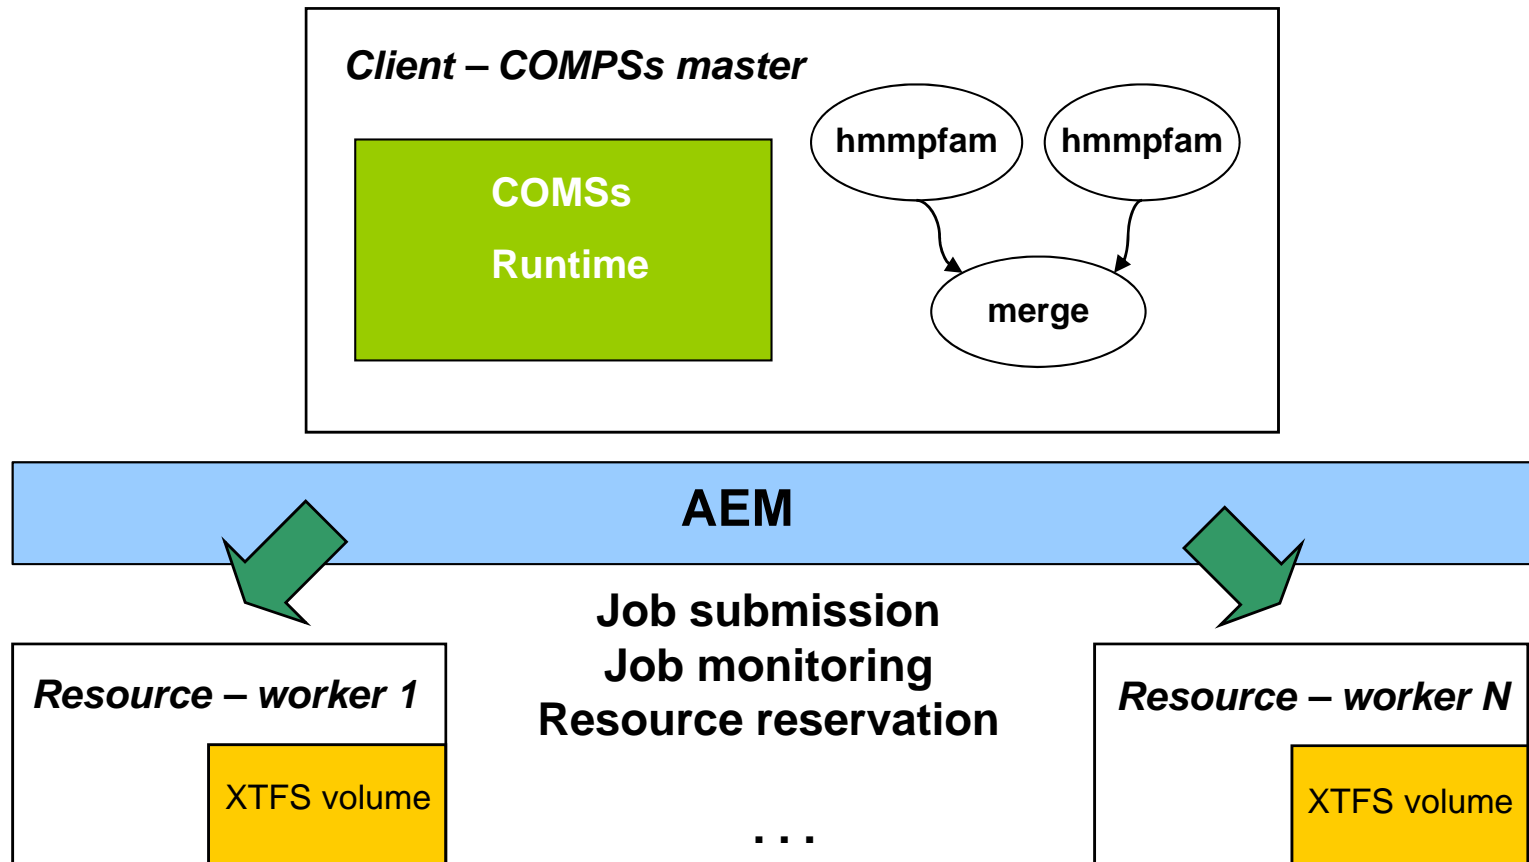 Client – COMPSs master
hmmpfam
hmmpfam
COMSs
Runtime
merge
AEM
Job submission
Job monitoring
Resource reservation
Resource – worker 1
Resource – worker N
XTFS volume
XTFS volume
. . .